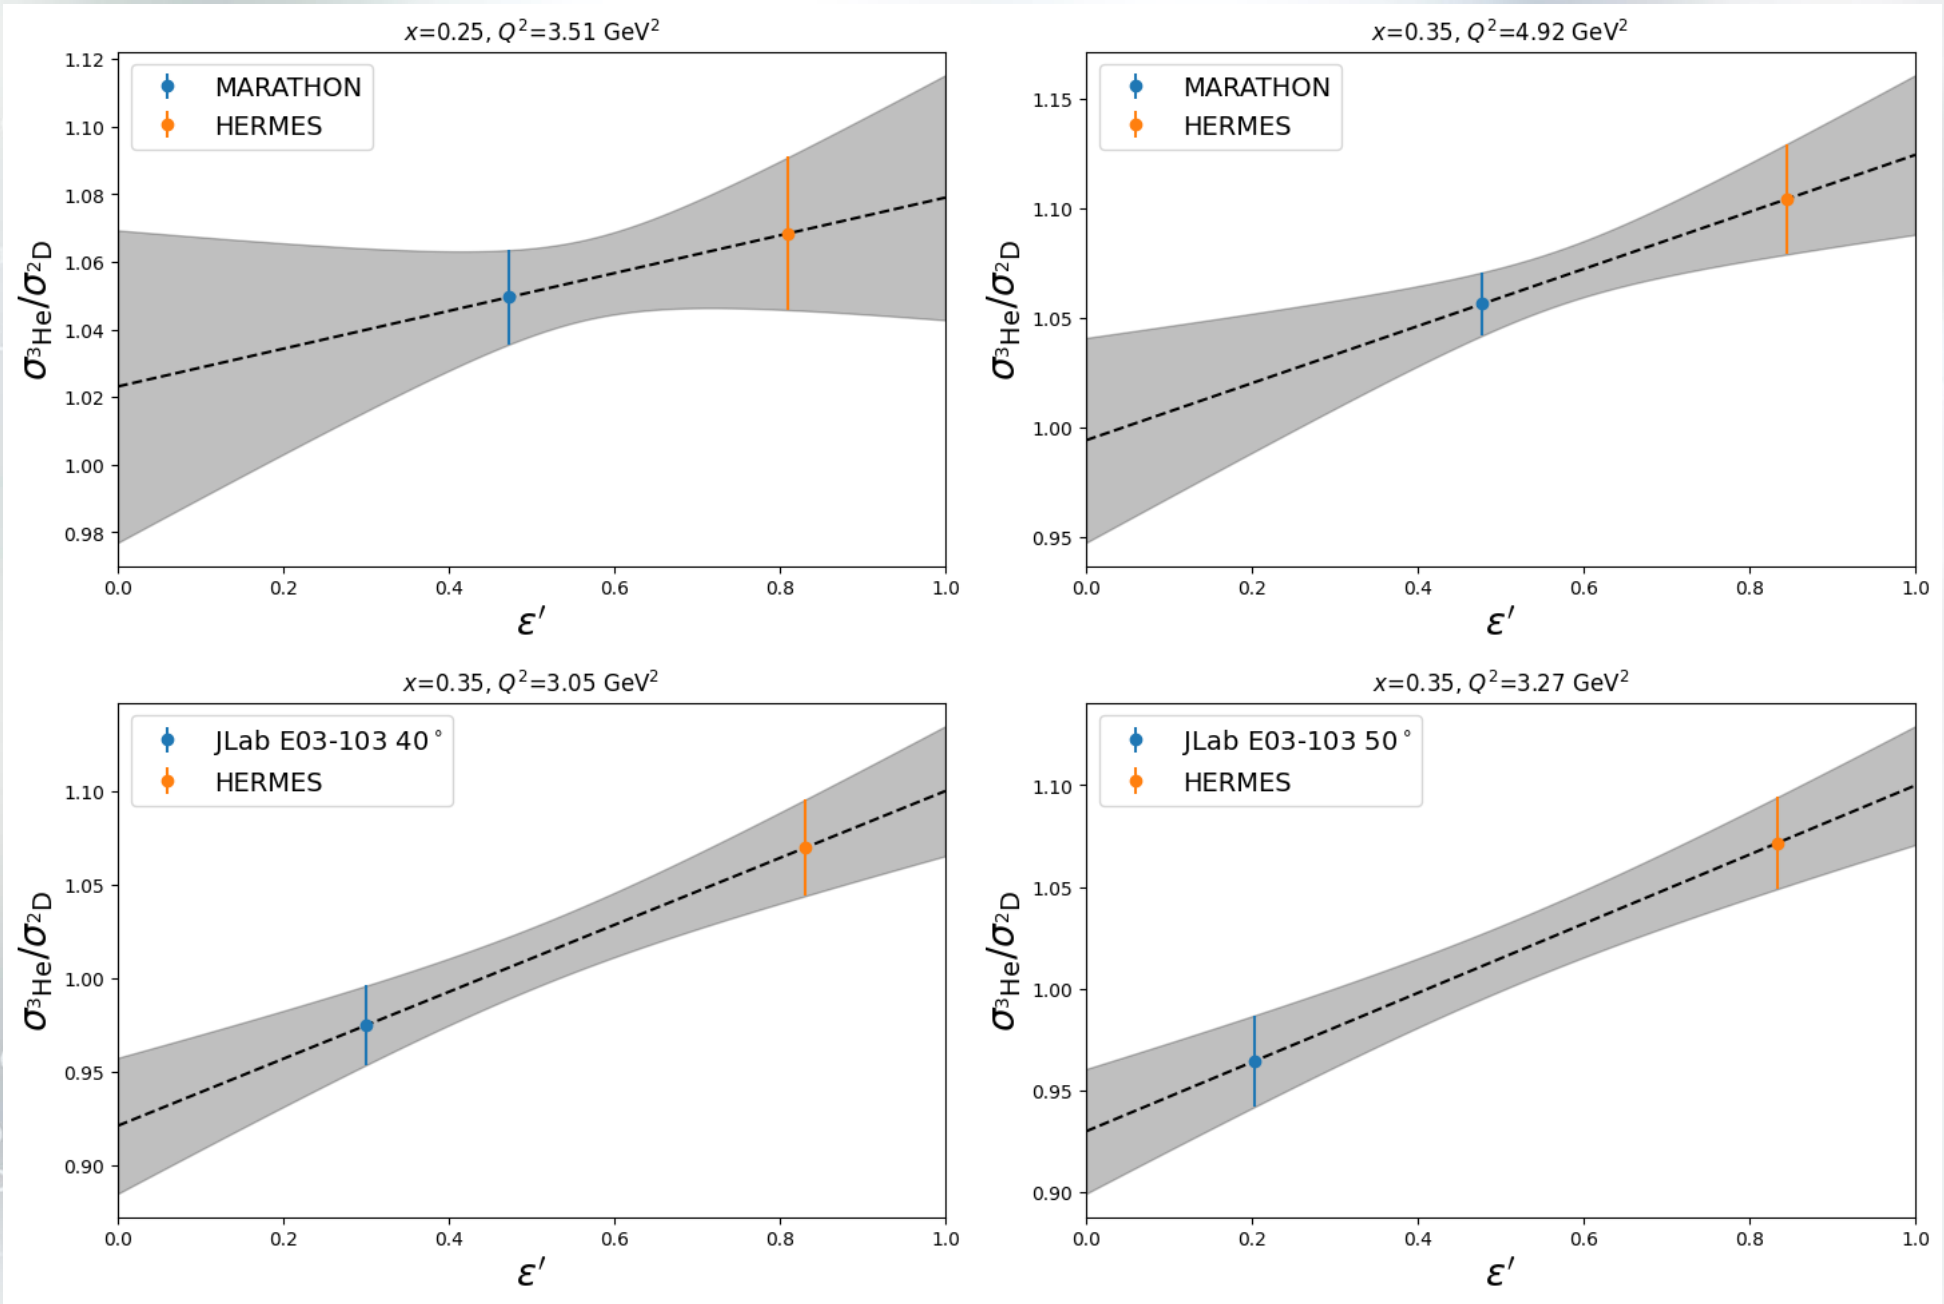 x=0.25, Q²=3.51 GeV²
MARATHON
HERMES
1.12
1.10
1.08
1.06
1.04
1.02
1.00
0.98
σ³He/σ²D
0.0 0.2 0.4 0.6 0.8 1.0
ε′
x=0.35, Q²=4.92 GeV²
MARATHON
HERMES
1.15
1.10
1.05
1.00
0.95
σ³He/σ²D
0.0 0.2 0.4 0.6 0.8 1.0
ε′
x=0.35, Q²=3.05 GeV²
JLab E03-103 40°
HERMES
1.10
1.05
1.00
0.95
0.90
σ³He/σ²D
0.0 0.2 0.4 0.6 0.8 1.0
ε′
x=0.35, Q²=3.27 GeV²
JLab E03-103 50°
HERMES
1.10
1.05
1.00
0.95
0.90
σ³He/σ²D
0.0 0.2 0.4 0.6 0.8 1.0
ε′